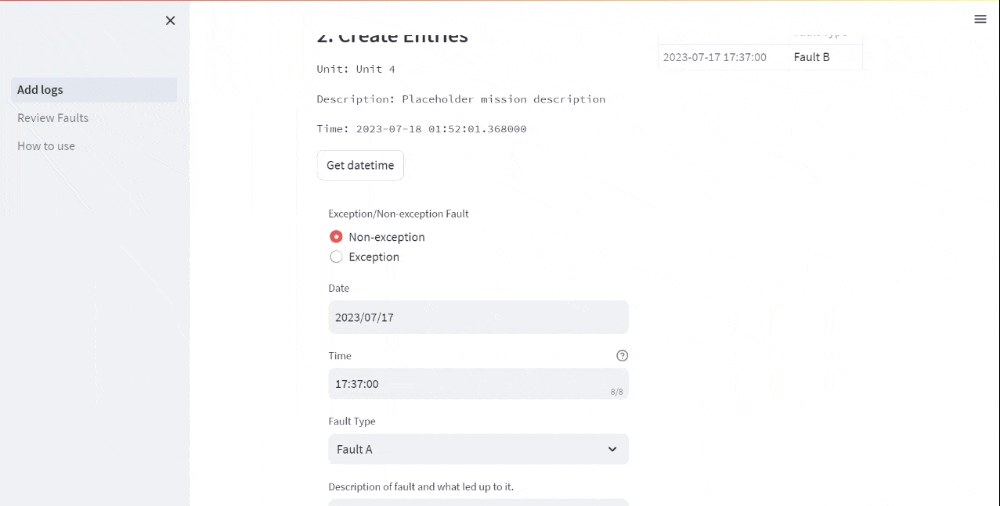 Add logs
Review Faults
How to use
2. Create Entries
Unit: Unit 4
Description: Placeholder mission description
Time: 2023-07-18 01:52:01.368000
Get datetime
Exception/Non-exception Fault
Non-exception
Exception
Date
2023/07/17
Time
17:37:00
8/8
Fault Type
Fault A
Description of fault and what led up to it.
Fault Type
2023-07-17 17:37:00 Fault B